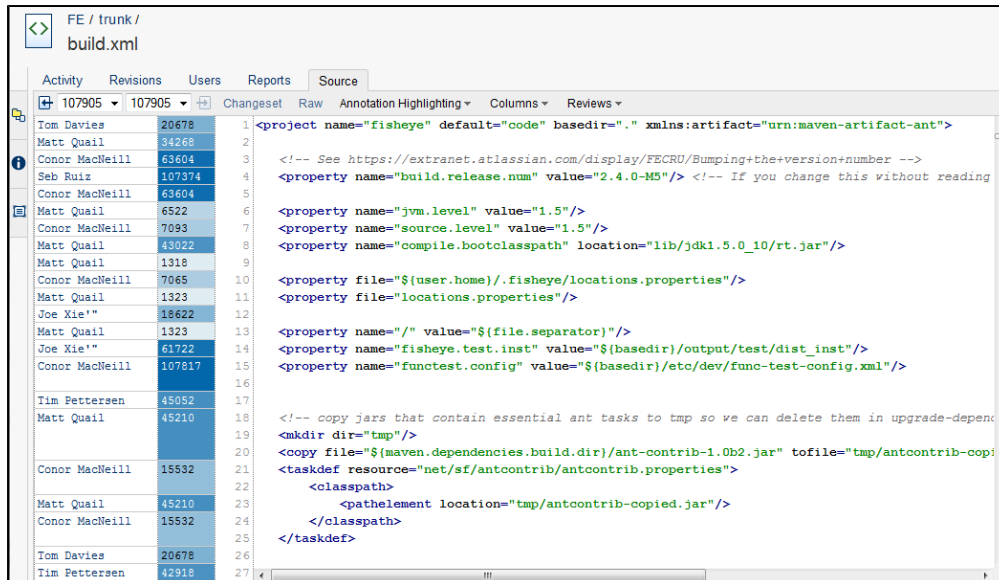 FE / trunk /
build.xml
Activity Revisions Users Reports Source
107905 107905 Changeset Raw Annotation Highlighting Columns Reviews
Tom Davies 20678 1 <project name="fisheye" default="code" basedir="." xmlns:artifact="urn:maven-artifact-ant">
Matt Quail 34268 2
Conor MacNeill 63604 3 <!-- See https://extranet.atlassian.com/display/FECRU/Bumping+the+version+number -->
Seb Ruiz 107374 4 <property name="build.release.num" value="2.4.0-M5"/> <!-- If you change this without reading
Conor MacNeill 63604 5
Matt Quail 6522 6 <property name="jvm.level" value="1.5"/>
Conor MacNeill 7093 7 <property name="source.level" value="1.5"/>
Matt Quail 43022 8 <property name="compile.bootclasspath" location="lib/jdk1.5.0_10/rt.jar"/>
Matt Quail 1318 9
Conor MacNeill 7065 10 <property file="${user.home}/.fisheye/locations.properties"/>
Matt Quail 1323 11 <property file="locations.properties"/>
Joe Xie'" 18622 12
Matt Quail 1323 13 <property name="/" value="${file.separator}"/>
Joe Xie'" 61722 14 <property name="fisheye.test.inst" value="${basedir}/output/test/dist_inst"/>
Conor MacNeill 107817 15 <property name="functest.config" value="${basedir}/etc/dev/func-test-config.xml"/>
16
Tim Pettersen 45052 17
Matt Quail 45210 18 <!-- copy jars that contain essential ant tasks to tmp so we can delete them in upgrade-depend
19 <mkdir dir="tmp"/>
20 <copy file="${maven.dependencies.build.dir}/ant-contrib-1.0b2.jar" tofile="tmp/antcontrib-copi
Conor MacNeill 15532 21 <taskdef resource="net/sf/antcontrib/antcontrib.properties">
22 <classpath>
Matt Quail 45210 23 <pathelement location="tmp/antcontrib-copied.jar"/>
Conor MacNeill 15532 24 </classpath>
25 </taskdef>
Tom Davies 20678 26
Tim Pettersen 42918 27